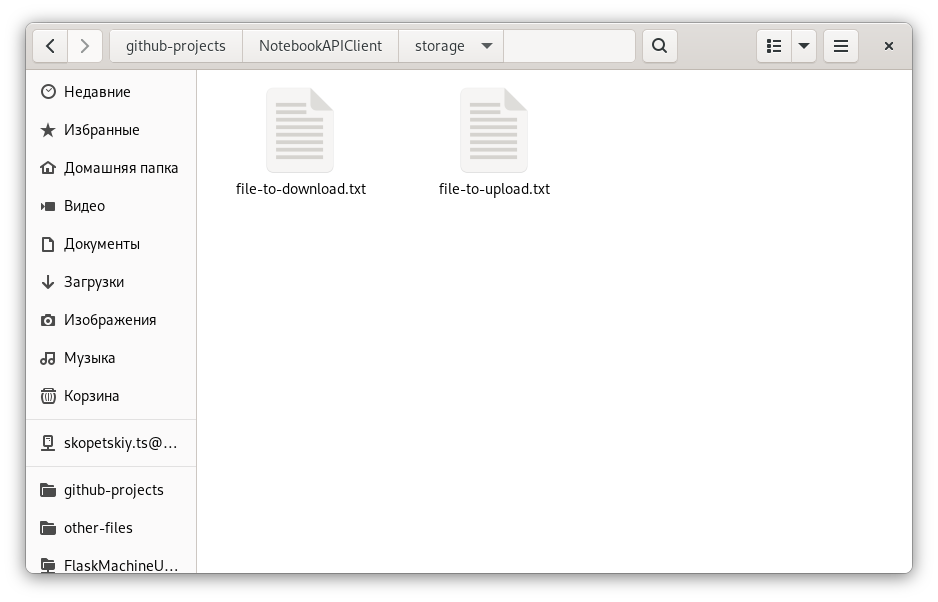 github-projects NotebookAPIClient storage
Недавние
Избранные
Домашняя папка
Видео
Документы
Загрузки
Изображения
Музыка
Корзина
skopetskiy.ts@...
github-projects
other-files
FlaskMachineU...
file-to-download.txt file-to-upload.txt